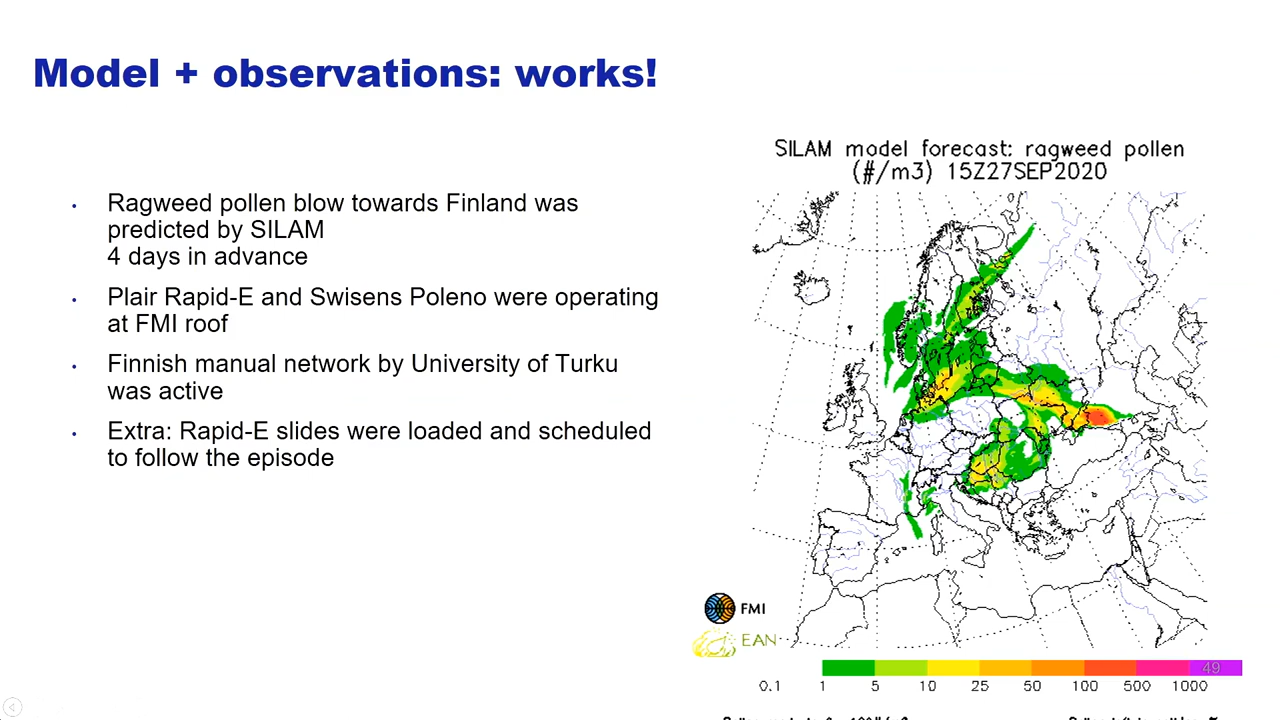 Model + observations: works!
SILAM model forecast: ragweed pollen
(#/m3) 15Z27SEP2020
• Ragweed pollen blow towards Finland was
predicted by SILAM
4 days in advance
• Plair Rapid-E and Swisens Poleno were operating
at FMI roof
• Finnish manual network by University of Turku
was active
• Extra: Rapid-E slides were loaded and scheduled
to follow the episode
FMI
EAN
49
0.1 1 5 10 25 50 100 500 1000